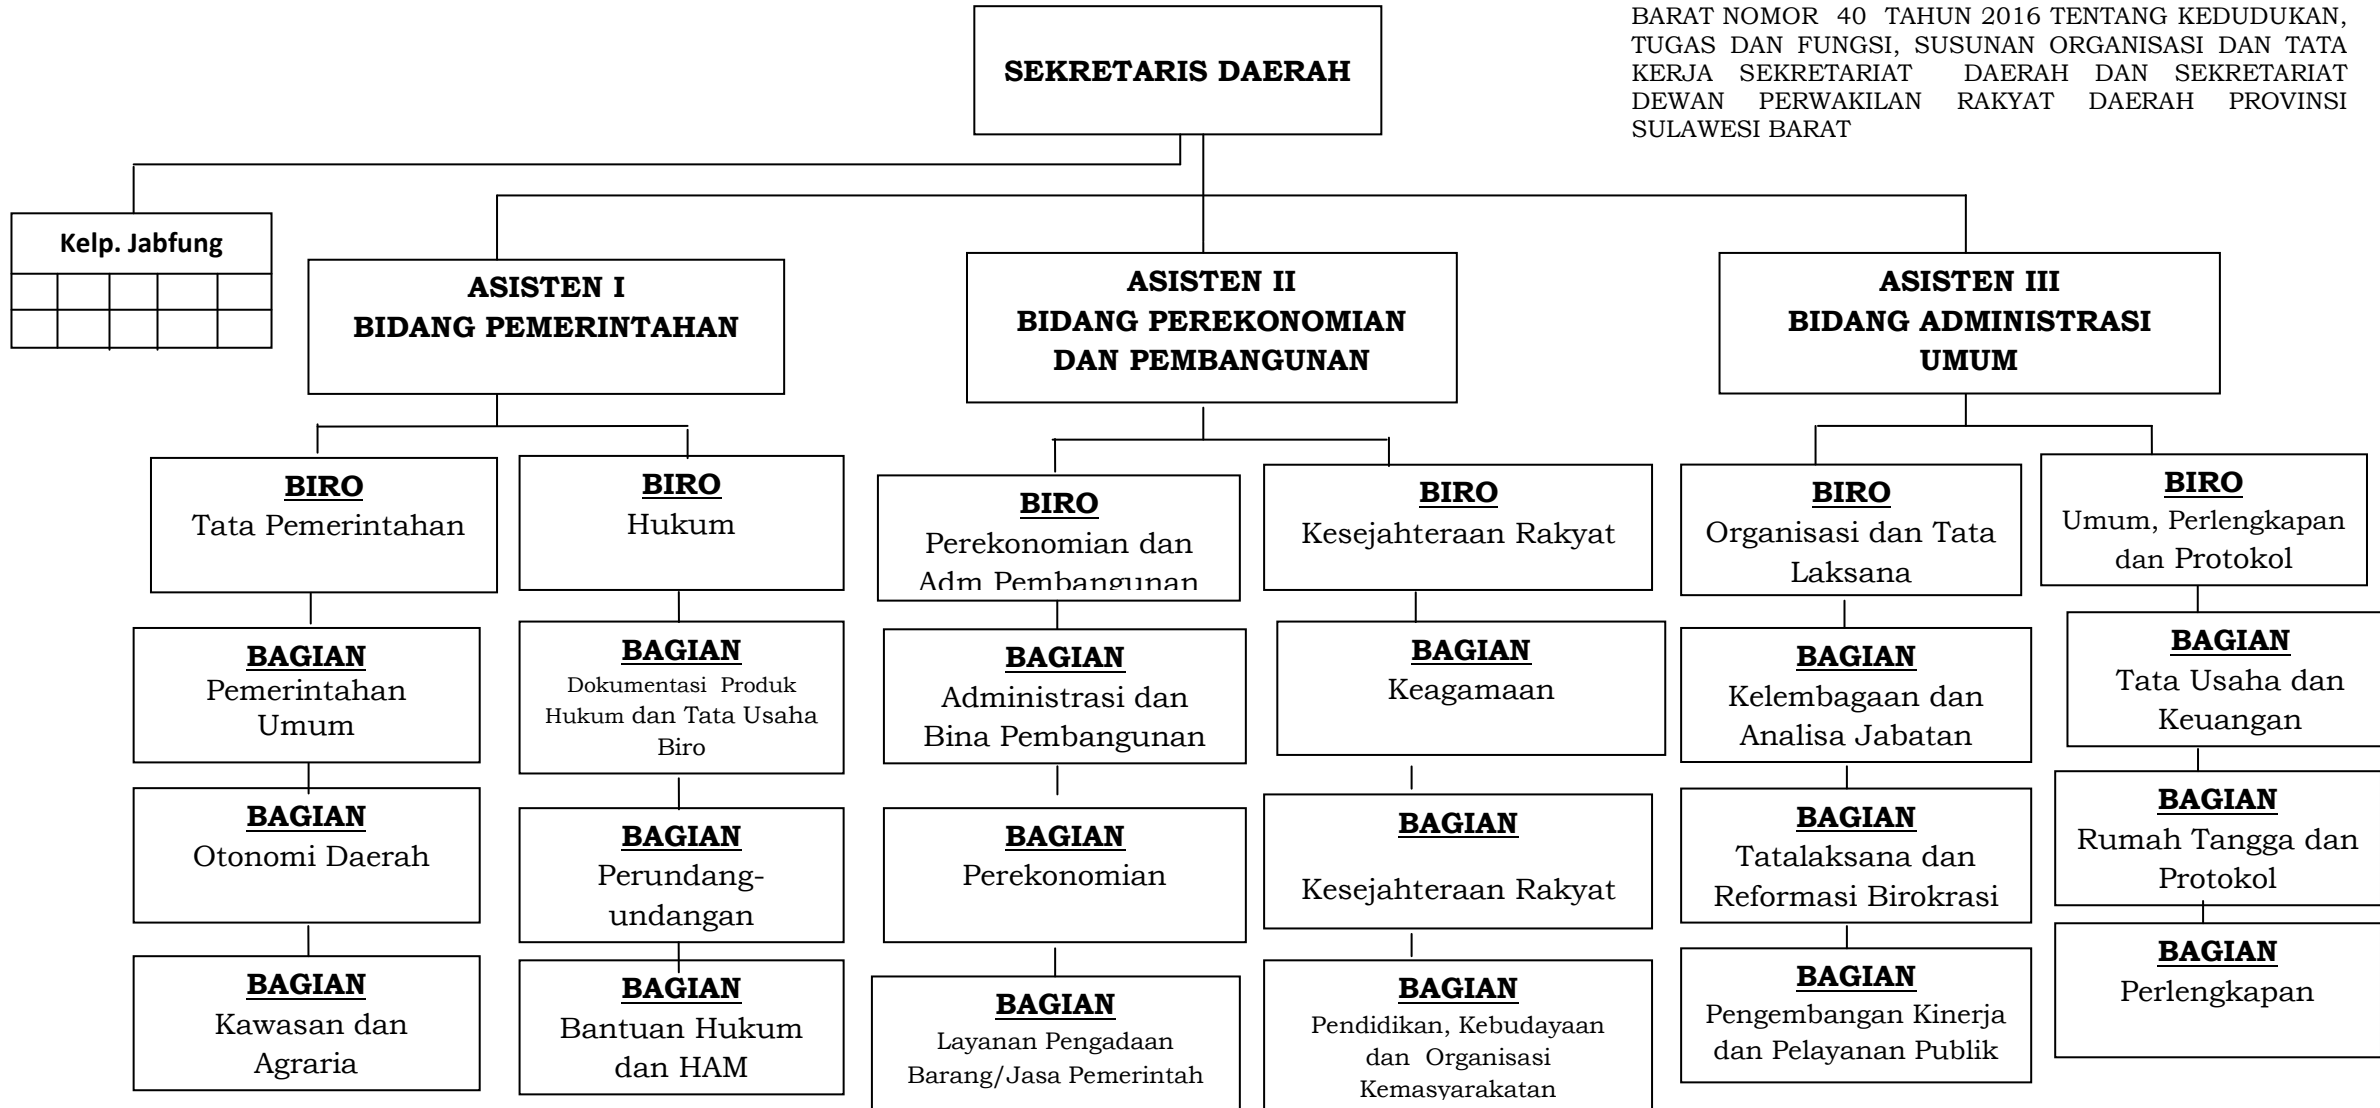 BARAT NOMOR 40 TAHUN 2016 TENTANG KEDUDUKAN,
TUGAS DAN FUNGSI, SUSUNAN ORGANISASI DAN TATA
KERJA SEKRETARIAT DAERAH DAN SEKRETARIAT
DEWAN PERWAKILAN RAKYAT DAERAH PROVINSI
SULAWESI BARAT
SEKRETARIS DAERAH
Kelp. Jabfung
ASISTEN I
BIDANG PEMERINTAHAN
ASISTEN II
BIDANG PEREKONOMIAN
DAN PEMBANGUNAN
ASISTEN III
BIDANG ADMINISTRASI
UMUM
BIRO
Tata Pemerintahan
BIRO
Hukum
BIRO
Perekonomian dan
Adm Pembangunan
BIRO
Kesejahteraan Rakyat
BIRO
Organisasi dan Tata
Laksana
BIRO
Umum, Perlengkapan
dan Protokol
BAGIAN
Pemerintahan
Umum
BAGIAN
Dokumentasi Produk
Hukum dan Tata Usaha
Biro
BAGIAN
Administrasi dan
Bina Pembangunan
BAGIAN
Keagamaan
BAGIAN
Kelembagaan dan
Analisa Jabatan
BAGIAN
Tata Usaha dan
Keuangan
BAGIAN
Otonomi Daerah
BAGIAN
Perundang-
undangan
BAGIAN
Perekonomian
BAGIAN
Kesejahteraan Rakyat
BAGIAN
Tatalaksana dan
Reformasi Birokrasi
BAGIAN
Rumah Tangga dan
Protokol
BAGIAN
Kawasan dan
Agraria
BAGIAN
Bantuan Hukum
dan HAM
BAGIAN
Layanan Pengadaan
Barang/Jasa Pemerintah
BAGIAN
Pendidikan, Kebudayaan
dan Organisasi
Kemasyarakatan
BAGIAN
Pengembangan Kinerja
dan Pelayanan Publik
BAGIAN
Perlengkapan